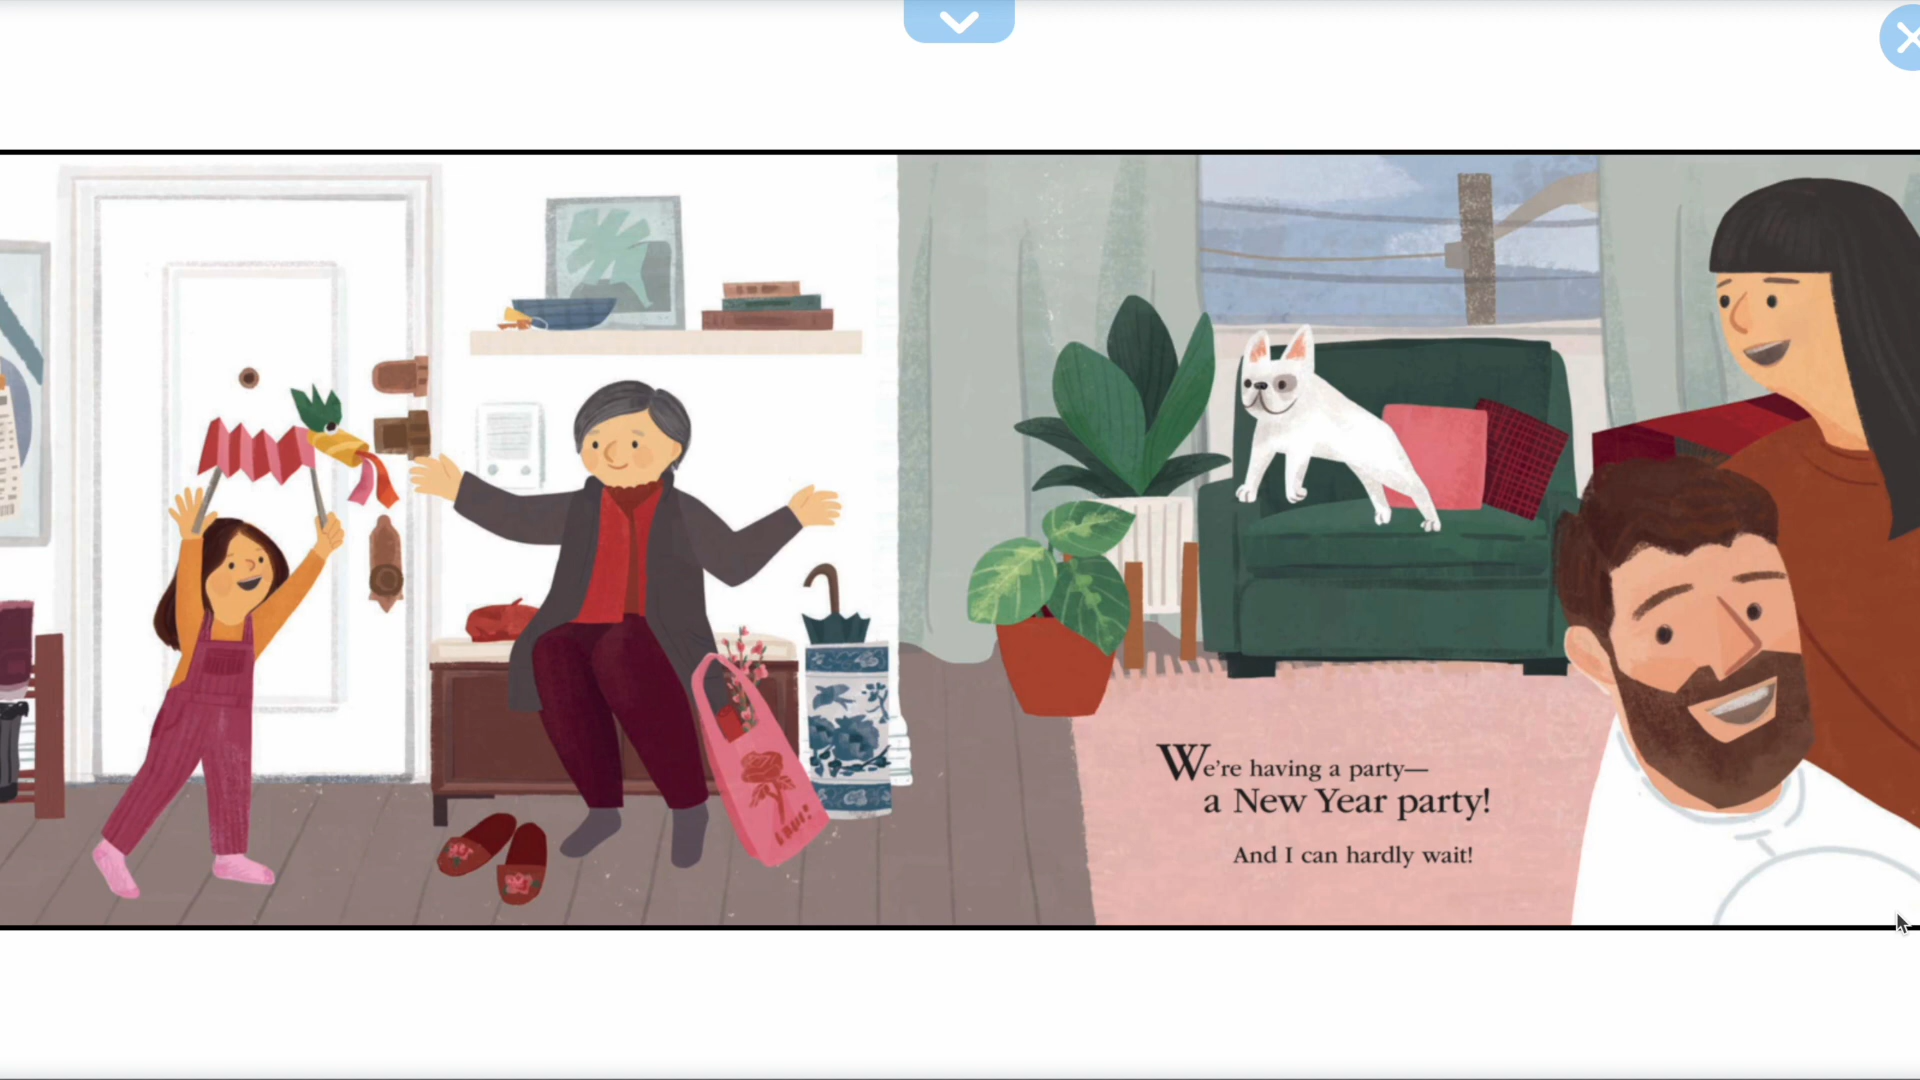 We're having a party—
a New Year party!
And I can hardly wait!